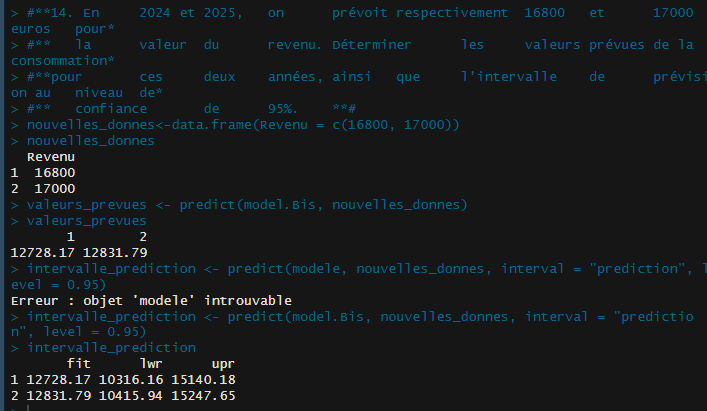 > #**14. En 2024 et 2025, on prévoit respectivement 16800 et 17000
euros pour*
> #** la valeur du revenu. Déterminer les valeurs prévues de la
consommation*
> #**pour ces deux années, ainsi que l'intervalle de prévisi
on au niveau de*
> #** confiance de 95%. **#
> nouvelles_donnes<-data.frame(Revenu = c(16800, 17000))
> nouvelles_donnes
Revenu
1 16800
2 17000
> valeurs_prevues <- predict(model.Bis, nouvelles_donnes)
> valeurs_prevues
1 2
12728.17 12831.79
> intervalle_prediction <- predict(modele, nouvelles_donnes, interval = "prediction", l
evel = 0.95)
Erreur : objet 'modele' introuvable
> intervalle_prediction <- predict(model.Bis, nouvelles_donnes, interval = "predictio
n", level = 0.95)
> intervalle_prediction
fit lwr upr
1 12728.17 10316.16 15140.18
2 12831.79 10415.94 15247.65
>